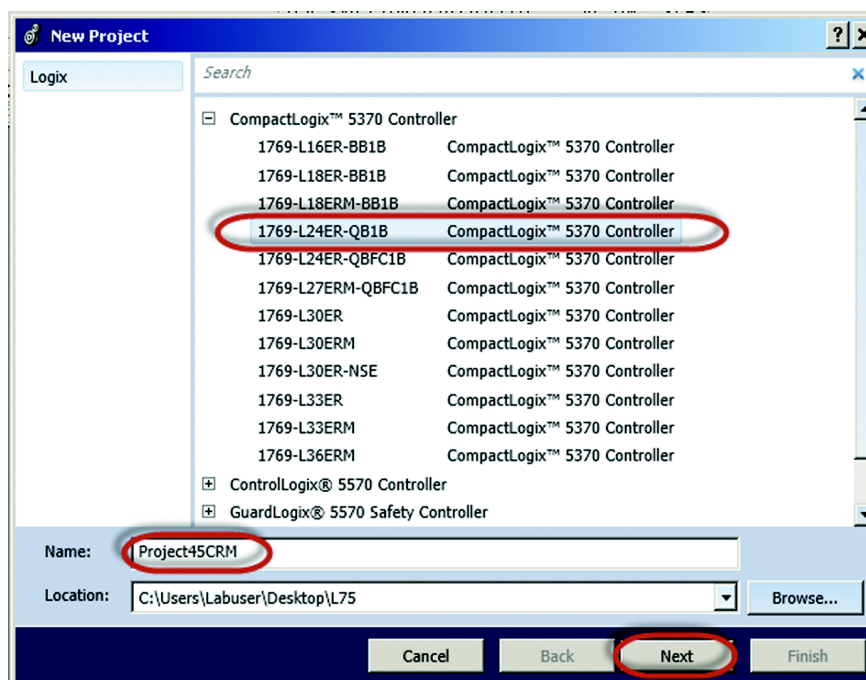 New Project
Logix
Search
CompactLogix™ 5370 Controller
1769-L16ER-BB1B CompactLogix™ 5370 Controller
1769-L18ER-BB1B CompactLogix™ 5370 Controller
1769-L18ERM-BB1B CompactLogix™ 5370 Controller
1769-L24ER-QB1B CompactLogix™ 5370 Controller
1769-L24ER-QBFC1B CompactLogix™ 5370 Controller
1769-L27ERM-QBFC1B CompactLogix™ 5370 Controller
1769-L30ER CompactLogix™ 5370 Controller
1769-L30ERM CompactLogix™ 5370 Controller
1769-L30ER-NSE CompactLogix™ 5370 Controller
1769-L33ER CompactLogix™ 5370 Controller
1769-L33ERM CompactLogix™ 5370 Controller
1769-L36ERM CompactLogix™ 5370 Controller
ControlLogix® 5570 Controller
GuardLogix® 5570 Safety Controller
Name: Project45CRM
Location: C:\Users\Labuser\Desktop\L75 Browse...
Cancel Back Next Finish